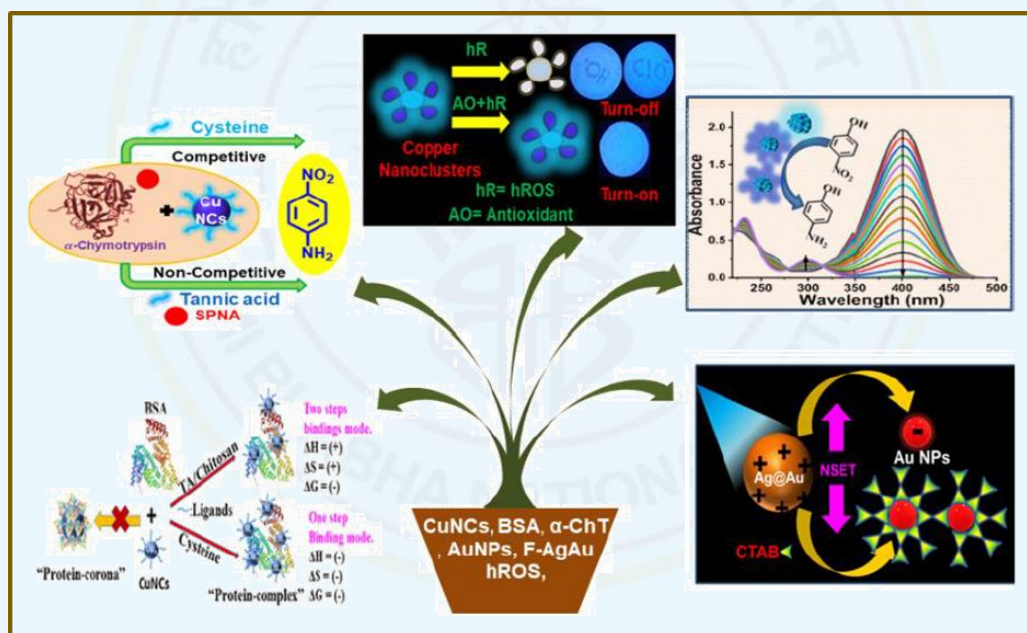 hR
AO+hR
Copper
Nanoclusters
OH
ClO
Turn-off
Turn-on
hR= hROS
AO= Antioxidant
Cysteine
Competitive
+
Cu
NCs
α-Chymotrypsin
Non-Competitive
Tannic acid
SPNA
NO₂
NH₂
Absorbance
2.0
1.6
0.8
0.0
250
300
350
400
450
500
Wavelength (nm)
OH
NO₂
OH
NH₂
BSA
TA/Chitosan
:Ligands
+
Cysteine
"Protein-corona"
CuNCs
"Protein-complex"
Two steps
bindings mode.
ΔH = (+)
ΔS = (+)
ΔG = (-)
One step
Binding mode.
ΔH = (-)
ΔS = (-)
ΔG = (-)
Ag@Au
NSET
Au NPs
CTAB
CuNCs, BSA, α-ChT
, AuNPs, F-AgAu
hROS,